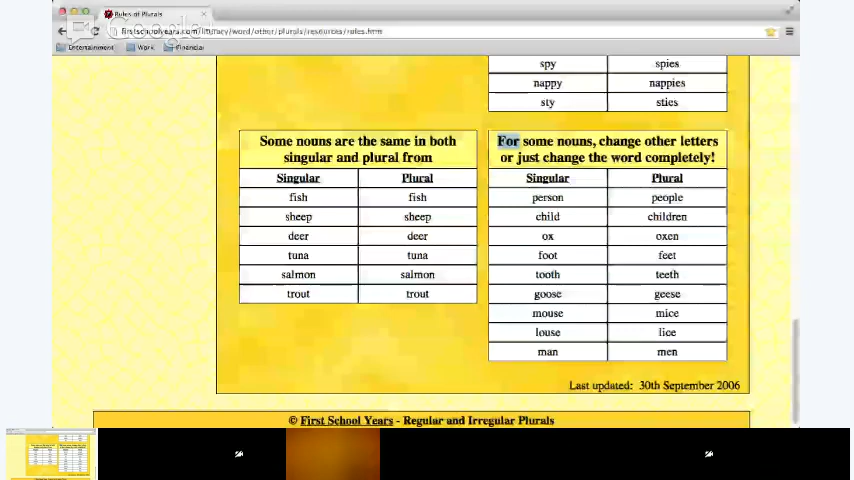 Rules of Plurals
firstschoolyears.com/literacy/word/other/plurals/resources/rules.htm
Entertainment Work Financial
Google
spy spies
nappy nappies
sty sties
Some nouns are the same in both
singular and plural from
Singular Plural
fish fish
sheep sheep
deer deer
tuna tuna
salmon salmon
trout trout
For some nouns, change other letters
or just change the word completely!
Singular Plural
person people
child children
ox oxen
foot feet
tooth teeth
goose geese
mouse mice
louse lice
man men
Last updated: 30th September 2006
© First School Years - Regular and Irregular Plurals